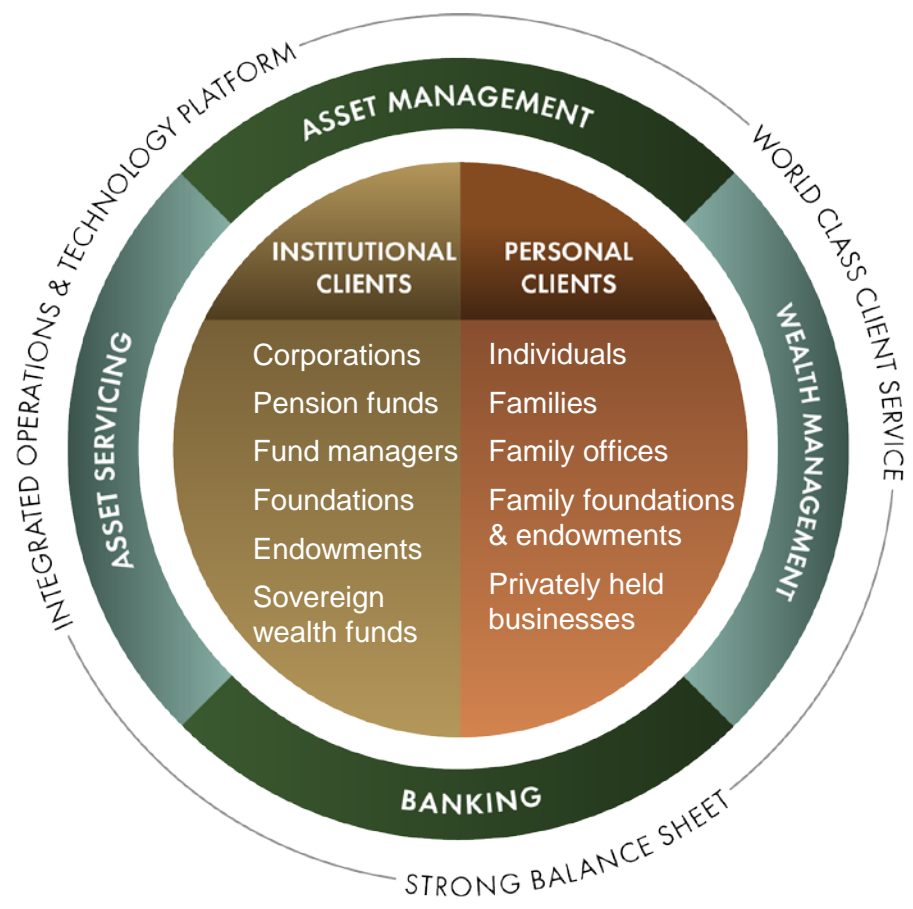 INTEGRATED OPERATIONS & TECHNOLOGY PLATFORM
WORLD CLASS CLIENT SERVICE
STRONG BALANCE SHEET
ASSET MANAGEMENT
WEALTH MANAGEMENT
BANKING
ASSET SERVICING
INSTITUTIONAL
CLIENTS
Corporations
Pension funds
Fund managers
Foundations
Endowments
Sovereign
wealth funds
PERSONAL
CLIENTS
Individuals
Families
Family offices
Family foundations
& endowments
Privately held
businesses